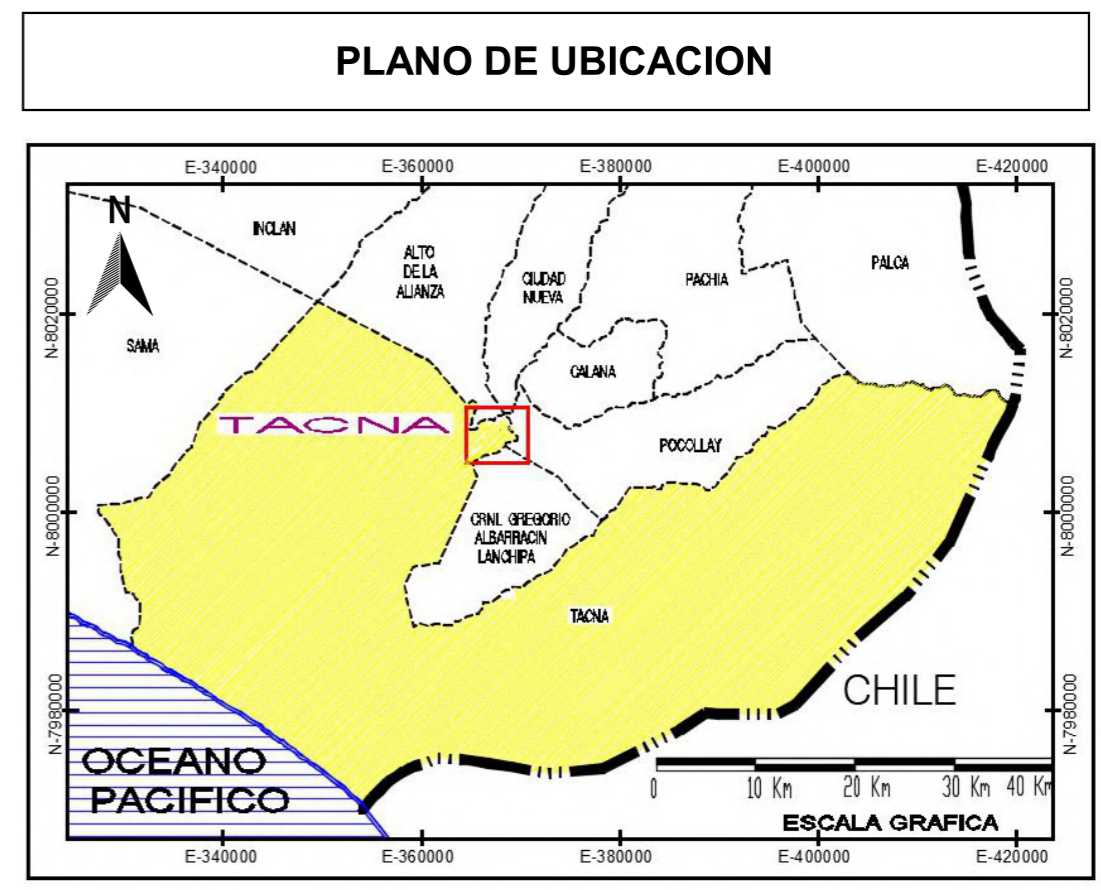 PLANO DE UBICACION
E-340000
E-360000
E-380000
E-400000
E-420000
N
INCLAN
ALTO
DE LA
ALIANZA
CIUDAD
NUEVA
PACHIA
PALCA
N-8020000
N-8020000
SAMA
CALANA
TACNA
POCOLLAY
N-8000000
N-8000000
CRNL. GREGORIO
ALBARRACIN
LANCHIPA
TACNA
CHILE
N-7980000
N-7980000
OCEANO
PACIFICO
0
10 Km
20 Km
30 Km
40 Km
ESCALA GRAFICA
E-340000
E-360000
E-380000
E-400000
E-420000